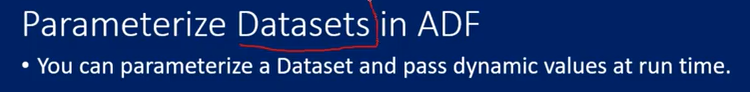 Parameterize Datasets in ADF
• You can parameterize a Dataset and pass dynamic values at run time.